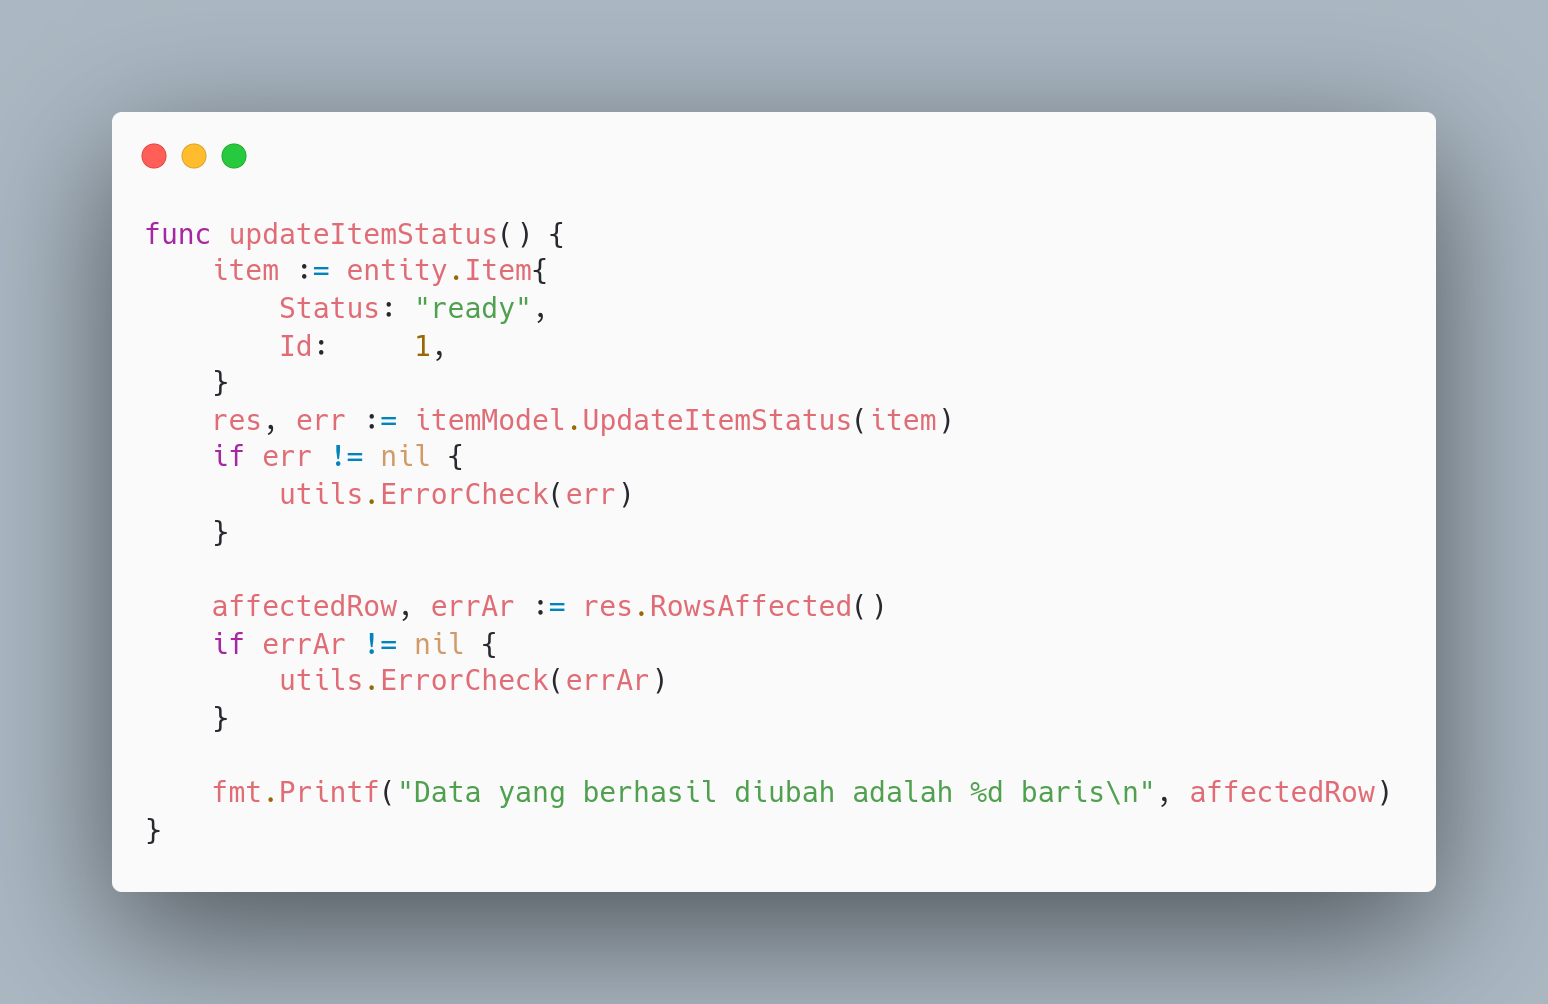 func updateItemStatus() {
    item := entity.Item{
        Status: "ready",
        Id:     1,
    }
    res, err := itemModel.UpdateItemStatus(item)
    if err != nil {
        utils.ErrorCheck(err)
    }

    affectedRow, errAr := res.RowsAffected()
    if errAr != nil {
        utils.ErrorCheck(errAr)
    }

    fmt.Printf("Data yang berhasil diubah adalah %d baris\n", affectedRow)
}